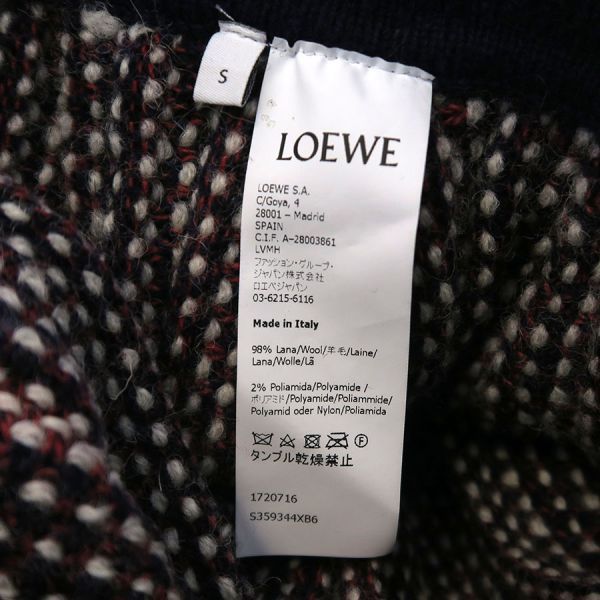 S
LOEWE
LOEWE S.A.
C/Goya, 4
28001 – Madrid
SPAIN
C.I.F. A-28003861
LVMH
ファッション・グループ・
ジャパン株式会社
ロエベジャパン
03-6215-6116
Made in Italy
98% Lana/Wool/羊毛/Laine/
Lana/Wolle/Lã
2% Poliamida/Polyamide /
ポリアミド/Polyamide/Poliammide/
Polyamid oder Nylon/Poliamida
F
タンブル乾燥禁止
1720716
S359344XB6